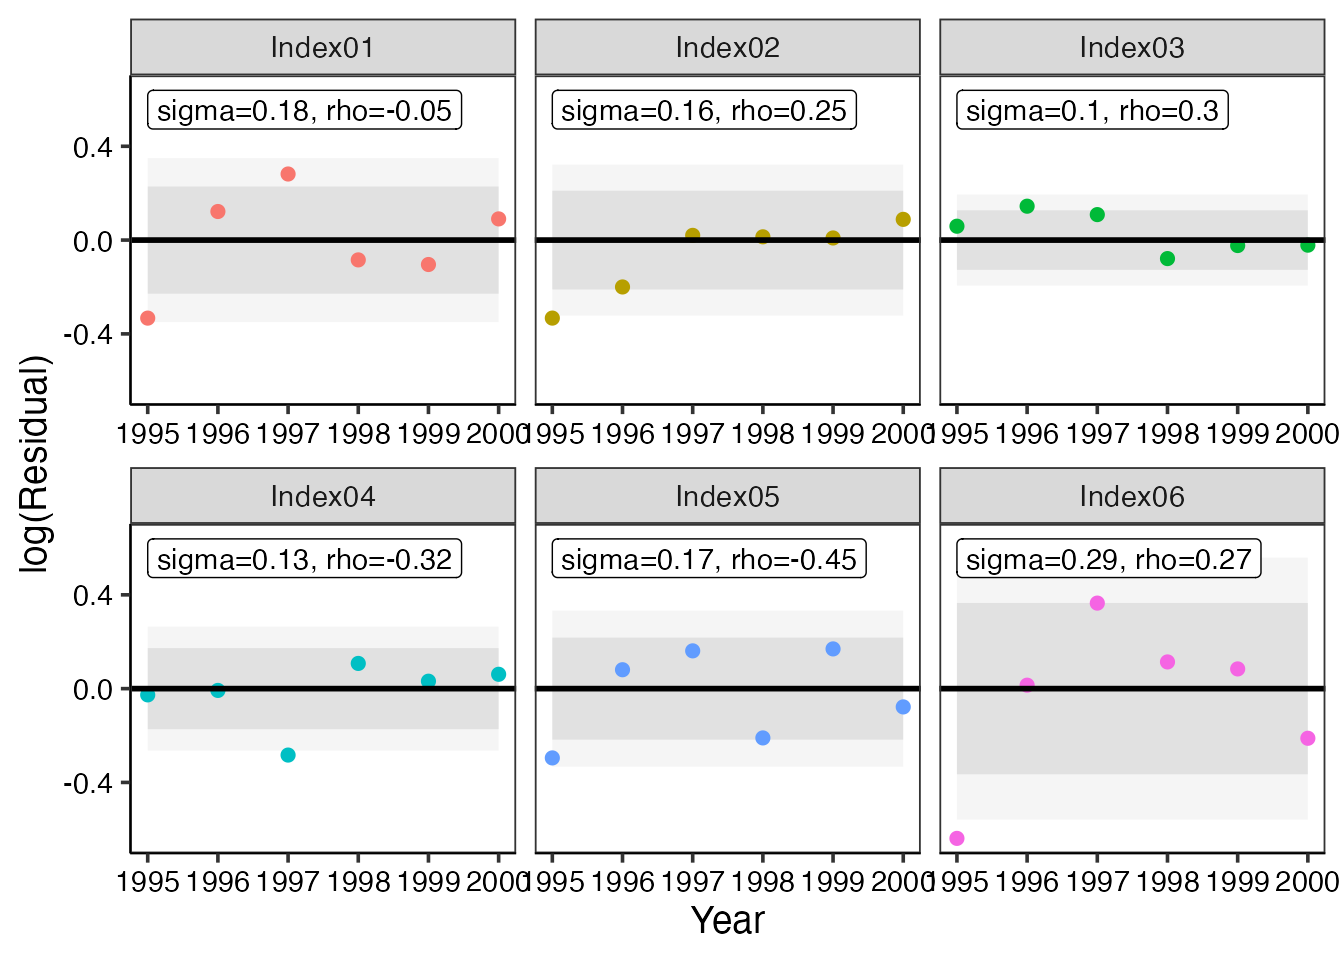 Index01 Index02 Index03
sigma=0.18, rho=-0.05 sigma=0.16, rho=0.25 sigma=0.1, rho=0.3
0.4
0.0
-0.4
1995 1996 1997 1998 1999 2000 1995 1996 1997 1998 1999 2000 1995 1996 1997 1998 1999 2000
log(Residual)
Index04 Index05 Index06
sigma=0.13, rho=-0.32 sigma=0.17, rho=-0.45 sigma=0.29, rho=0.27
0.4
0.0
-0.4
1995 1996 1997 1998 1999 2000 1995 1996 1997 1998 1999 2000 1995 1996 1997 1998 1999 2000
Year